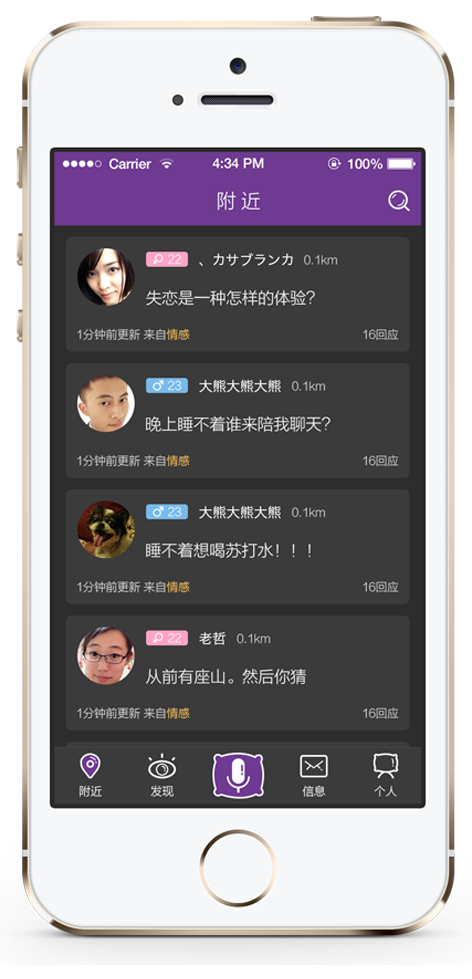 Carrier 4:34 PM 100%
附近
22 、カサブランカ 0.1km
失恋是一种怎样的体验?
1分钟前更新 来自情感 16回应
23 大熊大熊大熊 0.1km
晚上睡不着谁来陪我聊天?
1分钟前更新 来自情感 16回应
23 大熊大熊大熊 0.1km
睡不着想喝苏打水！！！
1分钟前更新 来自情感 16回应
22 老哲 0.1km
从前有座山。然后你猜
1分钟前更新 来自情感 16回应
附近 发现 信息 个人